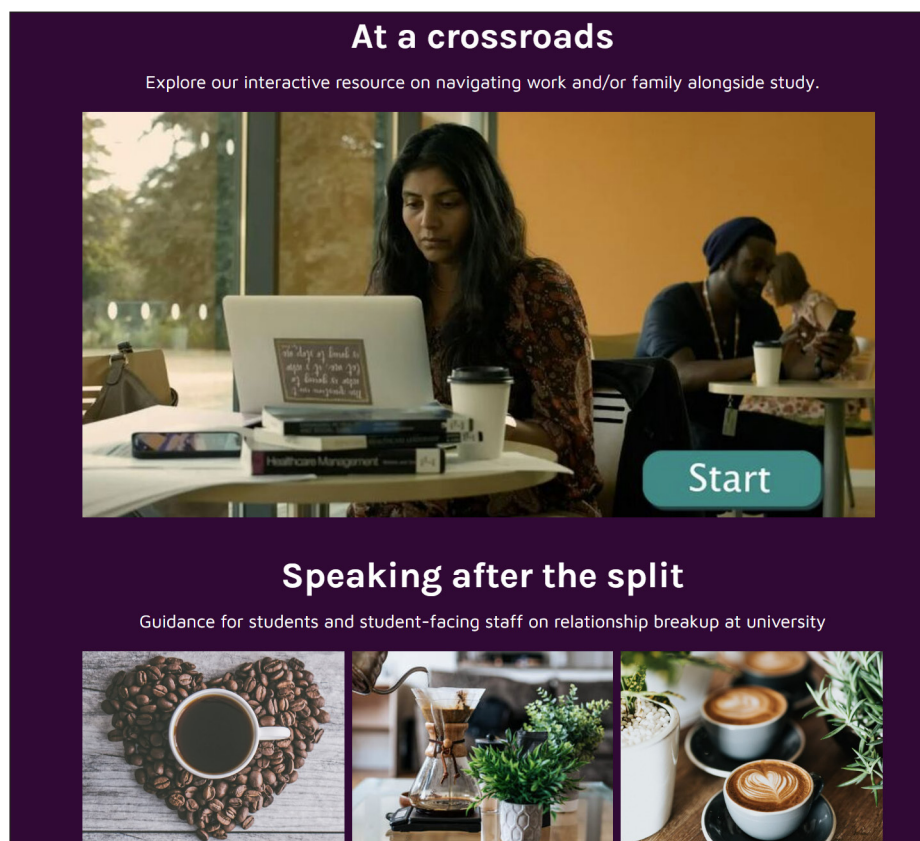 At a crossroads
Explore our interactive resource on navigating work and/or family alongside study.
Healthcare Management
Start
Speaking after the split
Guidance for students and student-facing staff on relationship breakup at university